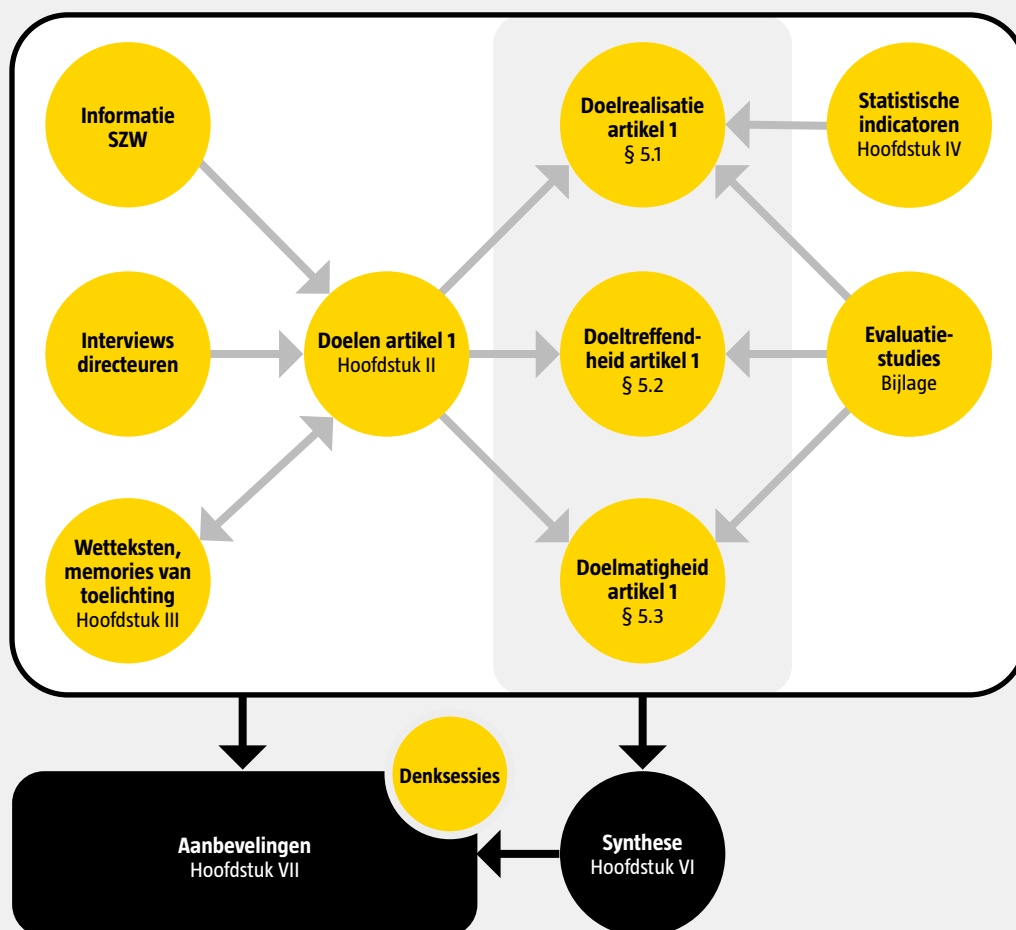 Informatie
SZW
Doelrealisatie
artikel 1
§ 5.1
Statistische
indicatoren
Hoofdstuk IV
Interviews
directeuren
Doelen artikel 1
Hoofdstuk II
Doeltreffend-
heid artikel 1
§ 5.2
Evaluatie-
studies
Bijlage
Wetteksten,
memories van
toelichting
Hoofdstuk III
Doelmatigheid
artikel 1
§ 5.3
Denksessies
Aanbevelingen
Hoofdstuk VII
Synthese
Hoofdstuk VI